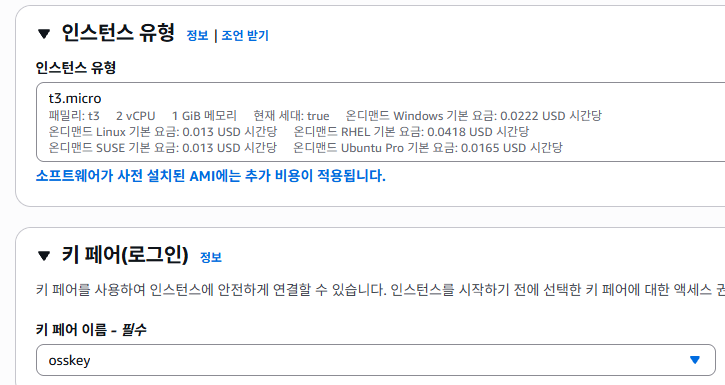 인스턴스 유형 정보 | 조언 받기
인스턴스 유형
t3.micro
패밀리: t3 2 vCPU 1 GiB 메모리 현재 세대: true 온디맨드 Windows 기본 요금: 0.0222 USD 시간당
온디맨드 Linux 기본 요금: 0.013 USD 시간당 온디맨드 RHEL 기본 요금: 0.0418 USD 시간당
온디맨드 SUSE 기본 요금: 0.013 USD 시간당 온디맨드 Ubuntu Pro 기본 요금: 0.0165 USD 시간당
소프트웨어가 사전 설치된 AMI에는 추가 비용이 적용됩니다.
키 페어(로그인) 정보
키 페어를 사용하여 인스턴스에 안전하게 연결할 수 있습니다. 인스턴스를 시작하기 전에 선택한 키 페어에 대한 액세스 권
키 페어 이름 - 필수
osskey